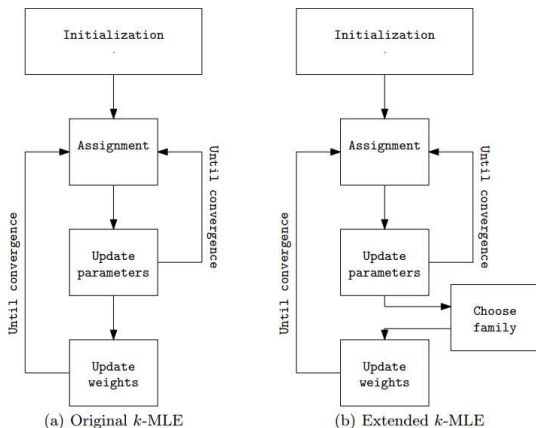 Initialization
Assignment
Until convergence
Update
parameters
Until convergence
Update
weights
(a) Original k-MLE
Initialization
Assignment
Until convergence
Update
parameters
Until convergence
Choose
family
Update
weights
(b) Extended k-MLE